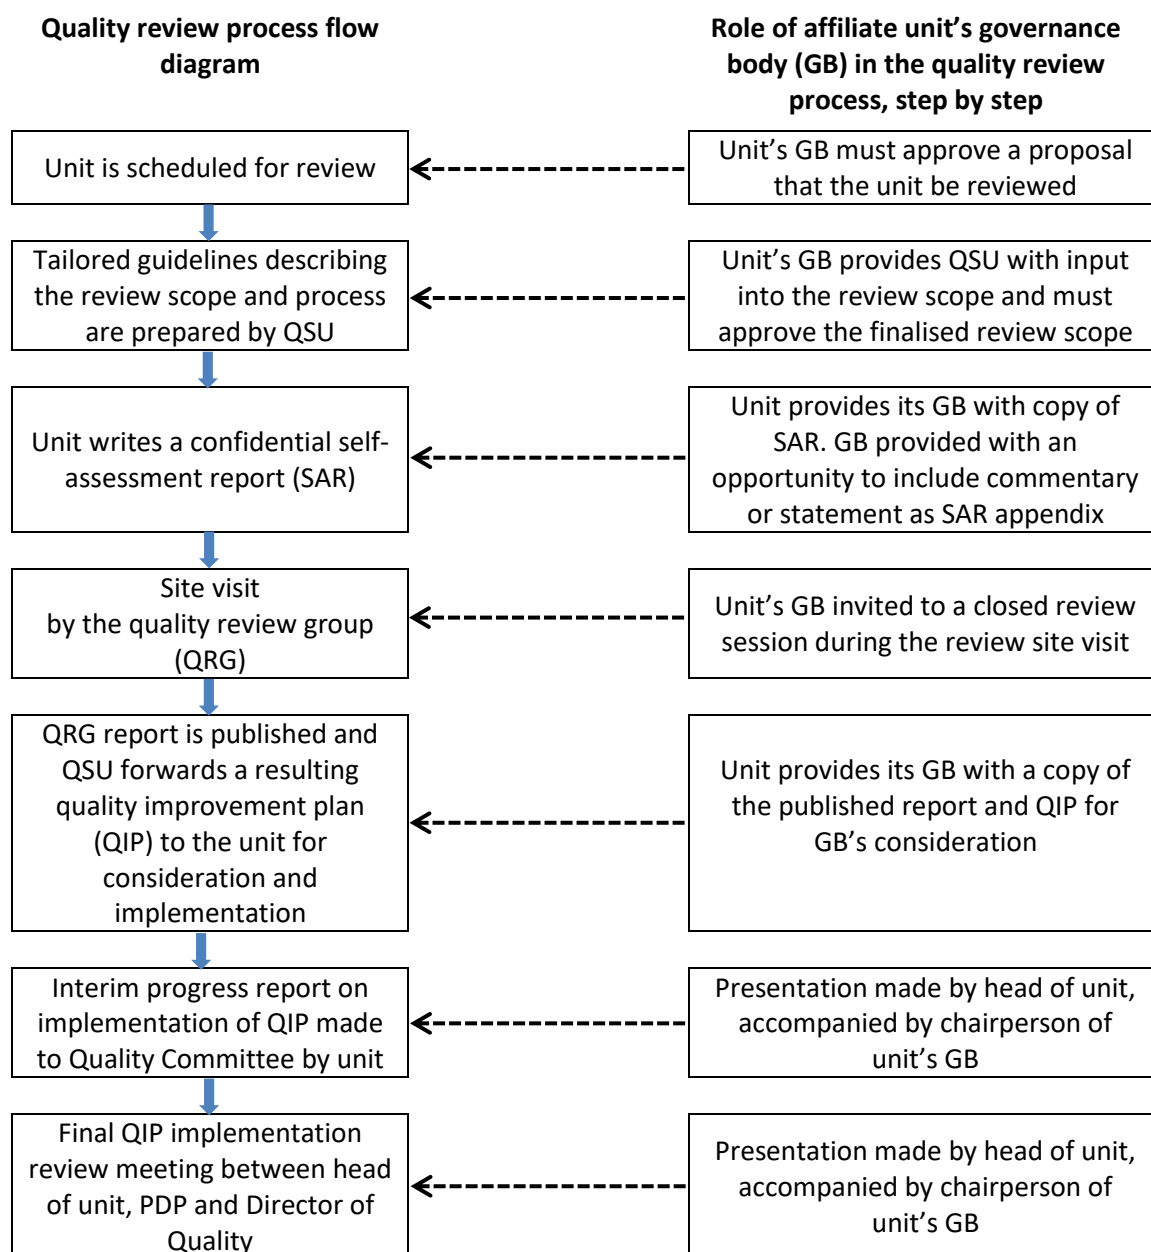 Quality review process flow
diagram
Role of affiliate unit’s governance
body (GB) in the quality review
process, step by step
Unit is scheduled for review
Unit’s GB must approve a proposal
that the unit be reviewed
Tailored guidelines describing
the review scope and process
are prepared by QSU
Unit’s GB provides QSU with input
into the review scope and must
approve the finalised review scope
Unit writes a confidential self-
assessment report (SAR)
Unit provides its GB with copy of
SAR. GB provided with an
opportunity to include commentary
or statement as SAR appendix
Site visit
by the quality review group
(QRG)
Unit’s GB invited to a closed review
session during the review site visit
QRG report is published and
QSU forwards a resulting
quality improvement plan
(QIP) to the unit for
consideration and
implementation
Unit provides its GB with a copy of
the published report and QIP for
GB’s consideration
Interim progress report on
implementation of QIP made
to Quality Committee by unit
Presentation made by head of unit,
accompanied by chairperson of
unit’s GB
Final QIP implementation
review meeting between head
of unit, PDP and Director of
Quality
Presentation made by head of unit,
accompanied by chairperson of
unit’s GB